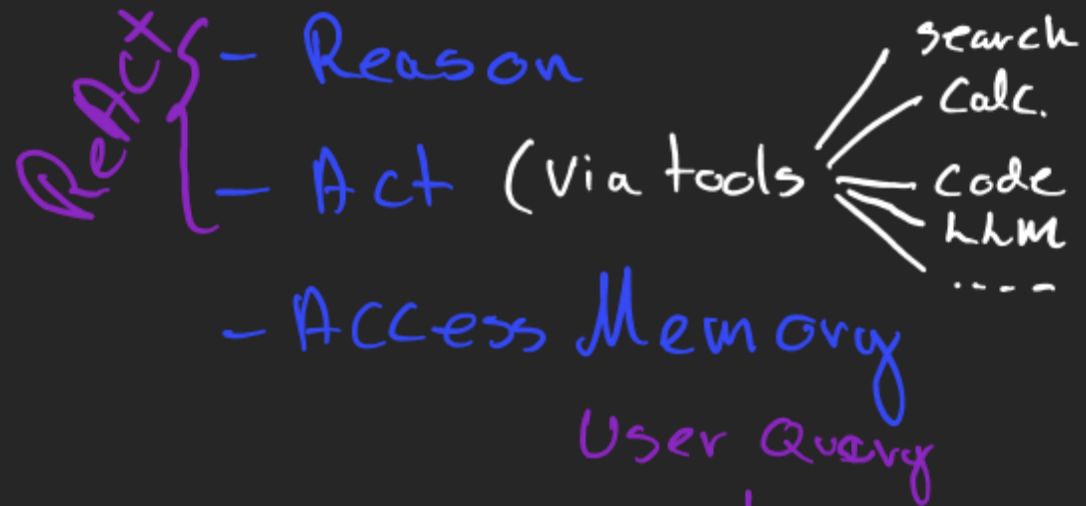 ReAct
- Reason
- Act (Via tools
search
Calc.
Code
LLM
....
- Access Memory
User Query